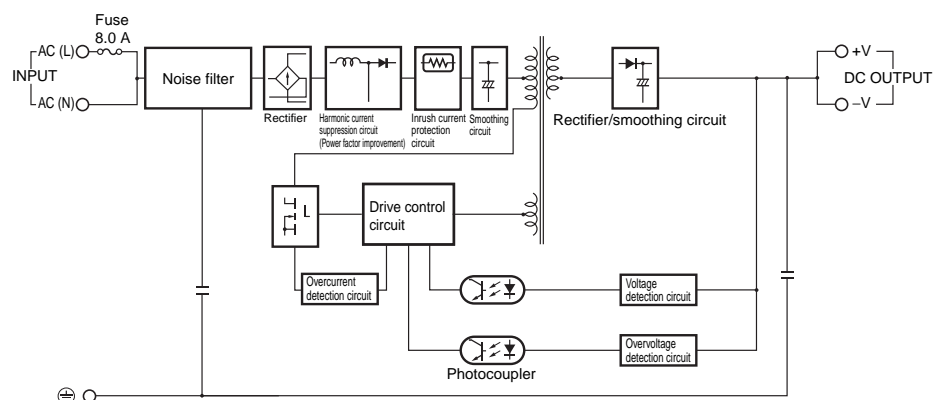 Fuse
8.0 A
AC (L)
INPUT
AC (N)
Noise filter
Rectifier
Harmonic current
suppression circuit
(Power factor improvement)
Inrush current
protection
circuit
Smoothing
circuit
Rectifier/smoothing circuit
+V
DC OUTPUT
−V
Drive control
circuit
Overcurrent
detection circuit
Voltage
detection circuit
Overvoltage
detection circuit
Photocoupler